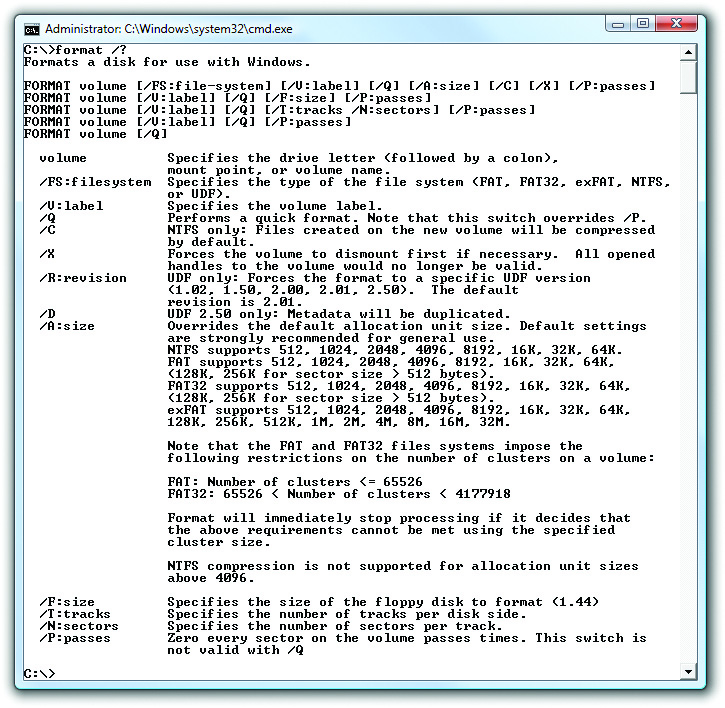 Administrator: C:\Windows\system32\cmd.exe
C:\>format /?
Formats a disk for use with Windows.

FORMAT volume [/FS:file-system] [/V:label] [/Q] [/A:size] [/C] [/X] [/P:passes]
FORMAT volume [/V:label] [/Q] [/F:size] [/P:passes]
FORMAT volume [/V:label] [/Q] [/T:tracks /N:sectors] [/P:passes]
FORMAT volume [/V:label] [/Q] [/P:passes]
FORMAT volume [/Q]

  volume          Specifies the drive letter (followed by a colon),
                  mount point, or volume name.
  /FS:filesystem  Specifies the type of the file system (FAT, FAT32, exFAT, NTFS,
                  or UDF).
  /V:label        Specifies the volume label.
  /Q              Performs a quick format. Note that this switch overrides /P.
  /C              NTFS only: Files created on the new volume will be compressed
                  by default.
  /X              Forces the volume to dismount first if necessary.  All opened
                  handles to the volume would no longer be valid.
  /R:revision     UDF only: Forces the format to a specific UDF version
                  (1.02, 1.50, 2.00, 2.01, 2.50).  The default
                  revision is 2.01.
  /D              UDF 2.50 only: Metadata will be duplicated.
  /A:size         Overrides the default allocation unit size. Default settings
                  are strongly recommended for general use.
                  NTFS supports 512, 1024, 2048, 4096, 8192, 16K, 32K, 64K.
                  FAT supports 512, 1024, 2048, 4096, 8192, 16K, 32K, 64K,
                  (128K, 256K for sector size > 512 bytes).
                  FAT32 supports 512, 1024, 2048, 4096, 8192, 16K, 32K, 64K,
                  (128K, 256K for sector size > 512 bytes).
                  exFAT supports 512, 1024, 2048, 4096, 8192, 16K, 32K, 64K,
                  128K, 256K, 512K, 1M, 2M, 4M, 8M, 16M, 32M.

                  Note that the FAT and FAT32 files systems impose the
                  following restrictions on the number of clusters on a volume:

                  FAT: Number of clusters <= 65526
                  FAT32: 65526 < Number of clusters < 4177918

                  Format will immediately stop processing if it decides that
                  the above requirements cannot be met using the specified
                  cluster size.

                  NTFS compression is not supported for allocation unit sizes
                  above 4096.

  /F:size         Specifies the size of the floppy disk to format (1.44)
  /T:tracks       Specifies the number of tracks per disk side.
  /N:sectors      Specifies the number of sectors per track.
  /P:passes       Zero every sector on the volume passes times. This switch is
                  not valid with /Q

C:\>